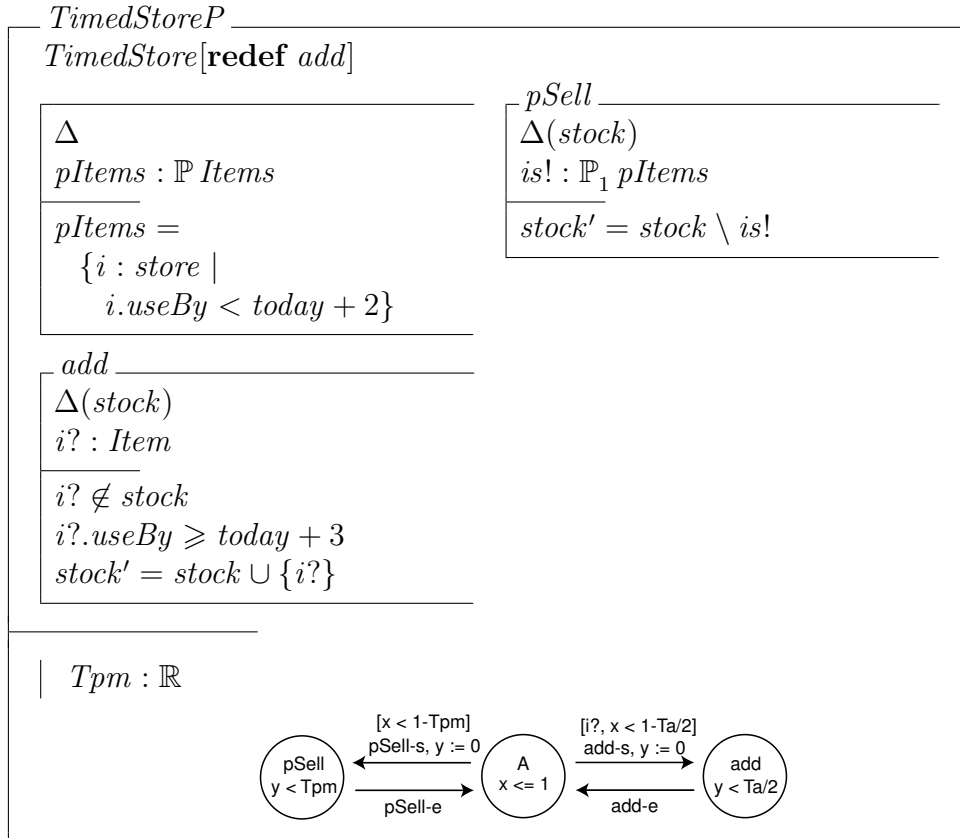 TimedStoreP
TimedStore[redef add]
Δ
pItems : ℙ Items
pItems =
{i : store |
i.useBy < today + 2}
pSell
Δ(stock)
is! : ℙ₁ pItems
stock′ = stock \ is!
add
Δ(stock)
i? : Item
i? ∉ stock
i?.useBy ⩾ today + 3
stock′ = stock ∪ {i?}
Tpm : ℝ
pSell
y < Tpm
[x < 1-Tpm]
pSell-s, y := 0
pSell-e
A
x <= 1
[i?, x < 1-Ta/2]
add-s, y := 0
add-e
add
y < Ta/2